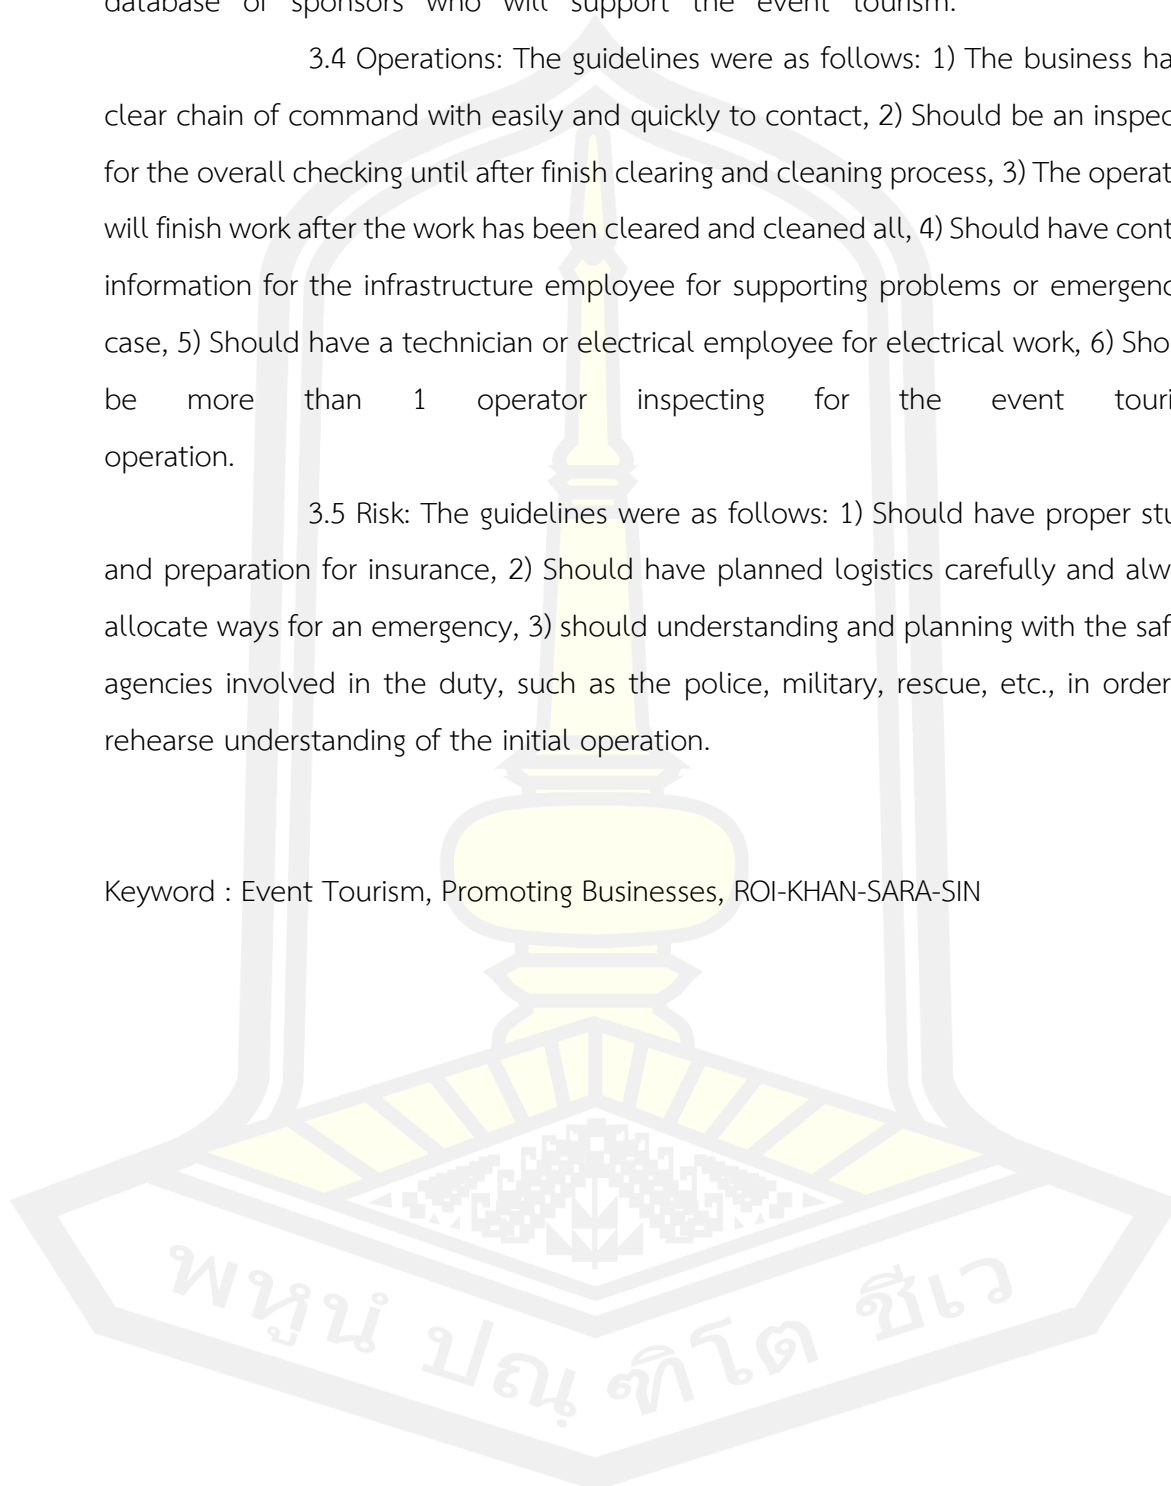 database of sponsors who will support the event tourism.
3.4 Operations: The guidelines were as follows: 1) The business ha
clear chain of command with easily and quickly to contact, 2) Should be an inspec
for the overall checking until after finish clearing and cleaning process, 3) The operat
will finish work after the work has been cleared and cleaned all, 4) Should have cont
information for the infrastructure employee for supporting problems or emergenc
case, 5) Should have a technician or electrical employee for electrical work, 6) Sho
be more than 1 operator inspecting for the event touri
operation.
3.5 Risk: The guidelines were as follows: 1) Should have proper stu
and preparation for insurance, 2) Should have planned logistics carefully and alw
allocate ways for an emergency, 3) should understanding and planning with the saf
agencies involved in the duty, such as the police, military, rescue, etc., in order
rehearse understanding of the initial operation.
Keyword : Event Tourism, Promoting Businesses, ROI-KHAN-SARA-SIN
พหูนํ ปณฺฑิโต ชีเว